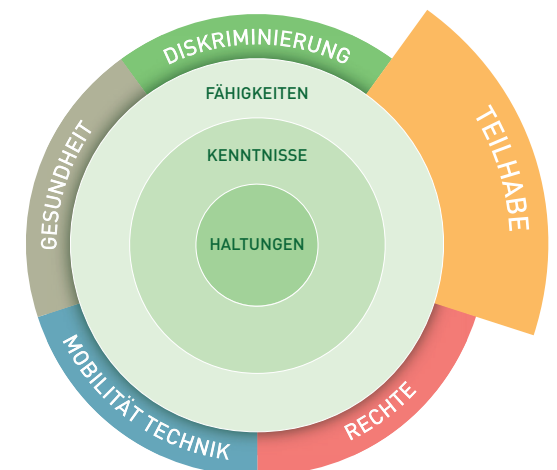 DISKRIMINIERUNG
FÄHIGKEITEN
TEILHABE
GESUNDHEIT
KENNTNISSE
HALTUNGEN
MOBILITÄT TECHNIK
RECHTE